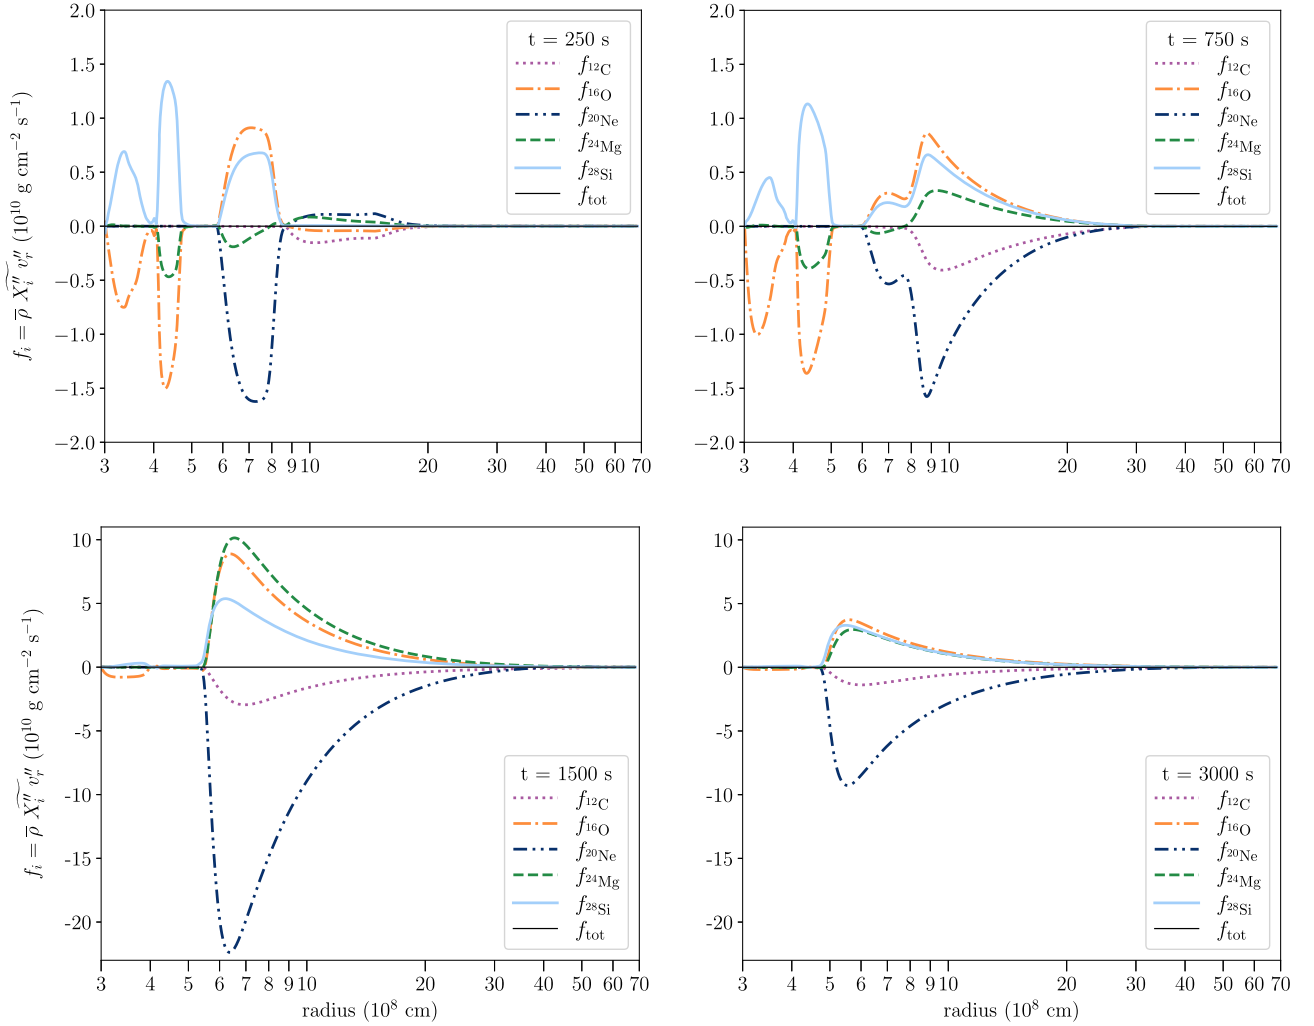 2.0
1.5
1.0
0.5
0.0
−0.5
−1.0
−1.5
−2.0
f_i = ρ̅ X̃_i″ v_r″ (10^10 g cm^−2 s^−1)
3 4 5 6 7 8 9 10 20 30 40 50 60 70
t = 250 s
f_12C
f_16O
f_20Ne
f_24Mg
f_28Si
f_tot
2.0
1.5
1.0
0.5
0.0
−0.5
−1.0
−1.5
−2.0
3 4 5 6 7 8 9 10 20 30 40 50 60 70
t = 750 s
f_12C
f_16O
f_20Ne
f_24Mg
f_28Si
f_tot
10
5
0
-5
-10
-15
-20
f_i = ρ̅ X̃_i″ v_r″ (10^10 g cm^−2 s^−1)
3 4 5 6 7 8 9 10 20 30 40 50 60 70
radius (10^8 cm)
t = 1500 s
f_12C
f_16O
f_20Ne
f_24Mg
f_28Si
f_tot
10
5
0
-5
-10
-15
-20
3 4 5 6 7 8 9 10 20 30 40 50 60 70
radius (10^8 cm)
t = 3000 s
f_12C
f_16O
f_20Ne
f_24Mg
f_28Si
f_tot